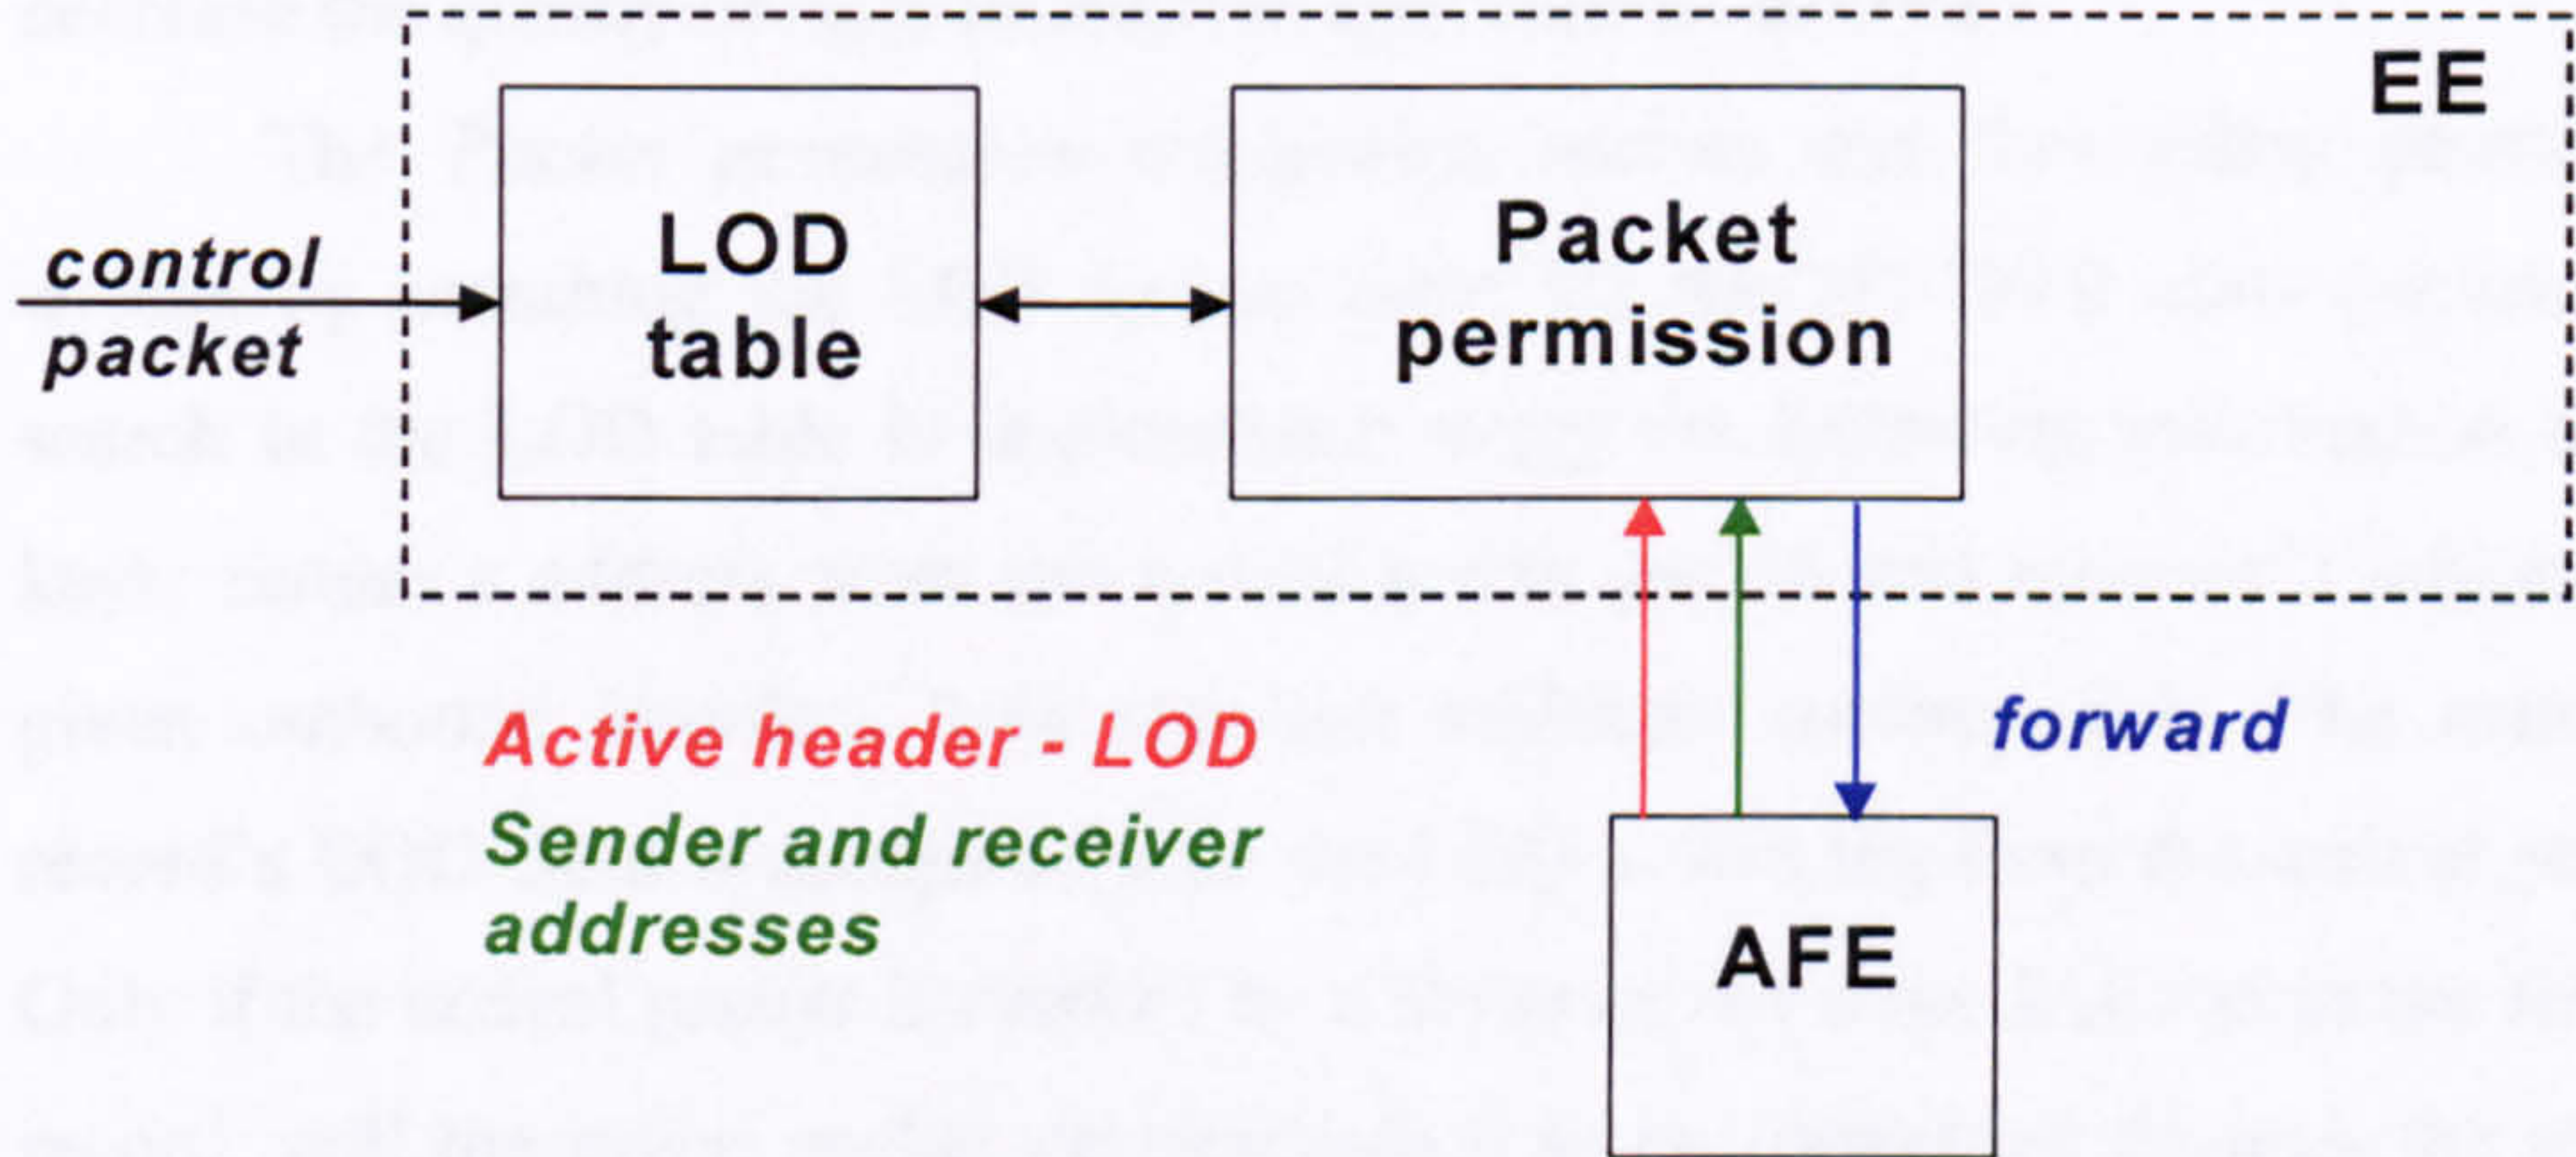 EE
LOD
table
Packet
permission
control
packet
Active header - LOD
forward
Sender and receiver
addresses
AFE